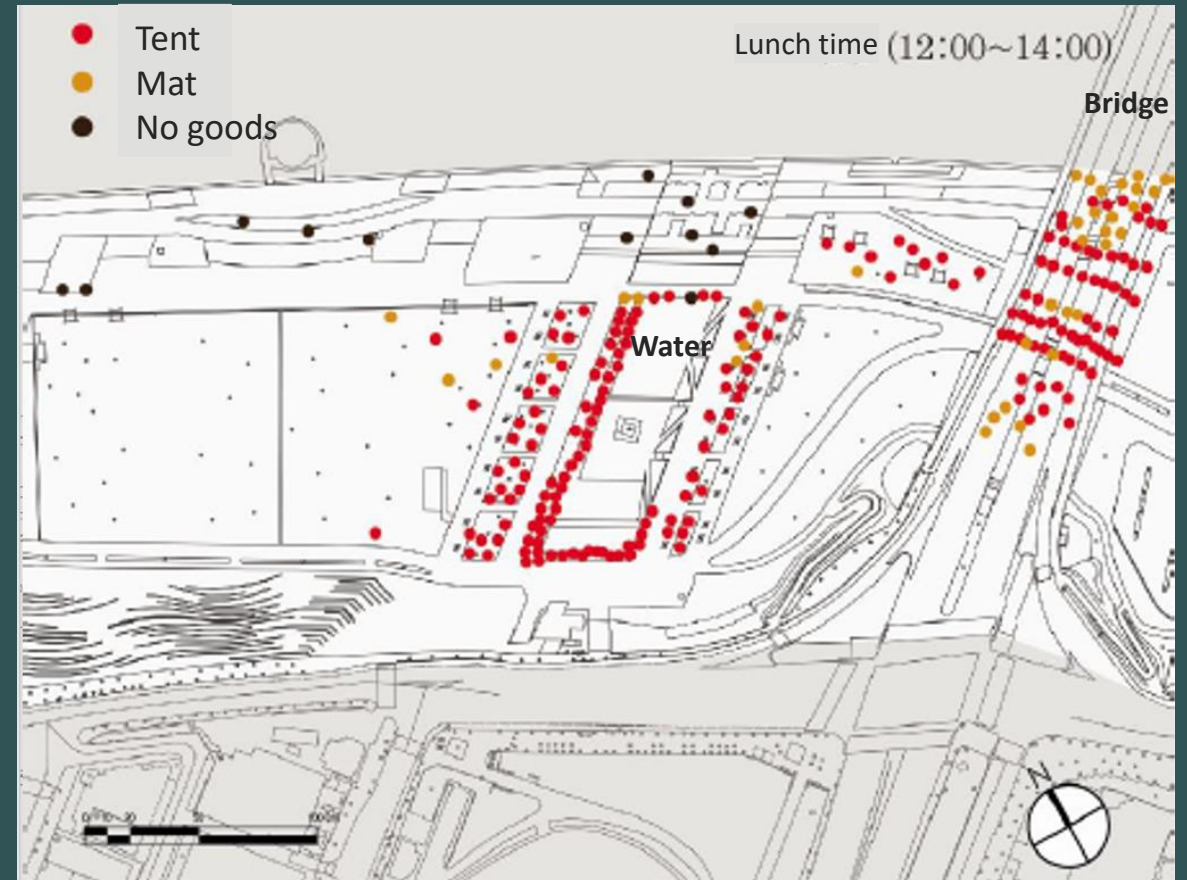 Tent
Mat
No goods
Lunch time (12:00~14:00)
Bridge
Water
N